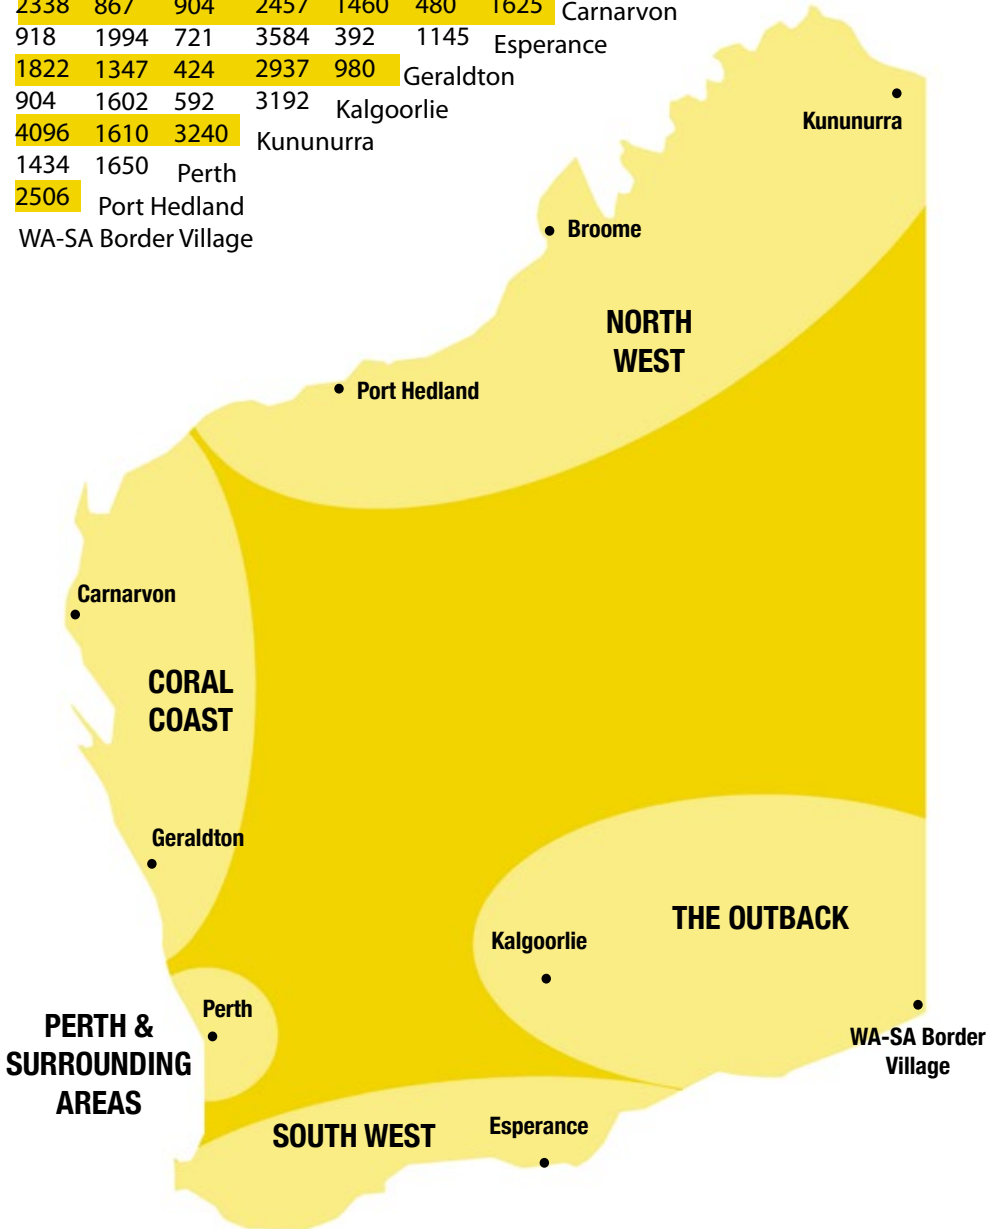 2338 867 904 2457 1460 480 1625 Carnarvon
918 1994 721 3584 392 1145 Esperance
1822 1347 424 2937 980 Geraldton
904 1602 592 3192 Kalgoorlie
4096 1610 3240 Kununurra
1434 1650 Perth
2506 Port Hedland
WA-SA Border Village
Kununurra
Broome
NORTH
WEST
Port Hedland
Carnarvon
CORAL
COAST
Geraldton
THE OUTBACK
Kalgoorlie
Perth
PERTH &
SURROUNDING
AREAS
WA-SA Border
Village
Esperance
SOUTH WEST